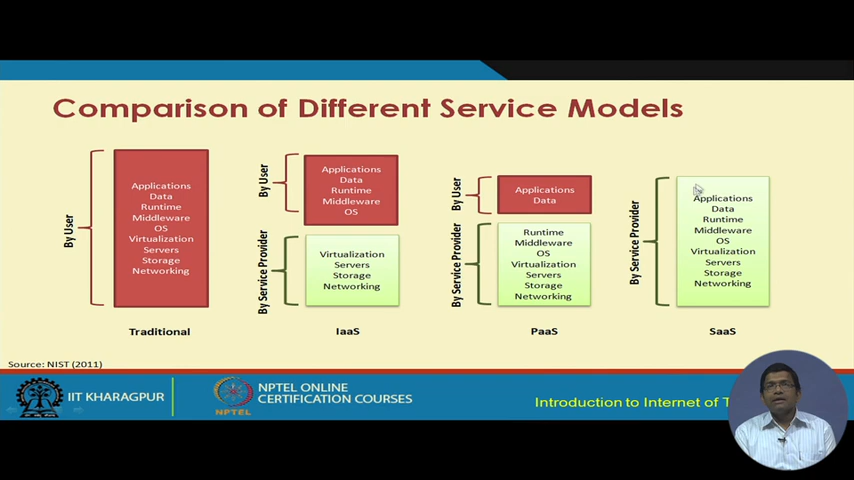 Comparison of Different Service Models
By User
Applications
Data
Runtime
Middleware
OS
Virtualization
Servers
Storage
Networking
Traditional
By User
Applications
Data
Runtime
Middleware
OS
By Service Provider
Virtualization
Servers
Storage
Networking
IaaS
By User
Applications
Data
By Service Provider
Runtime
Middleware
OS
Virtualization
Servers
Storage
Networking
PaaS
By Service Provider
Applications
Data
Runtime
Middleware
OS
Virtualization
Servers
Storage
Networking
SaaS
Source: NIST (2011)
IIT KHARAGPUR
NPTEL
NPTEL ONLINE
CERTIFICATION COURSES
Introduction to Internet of T